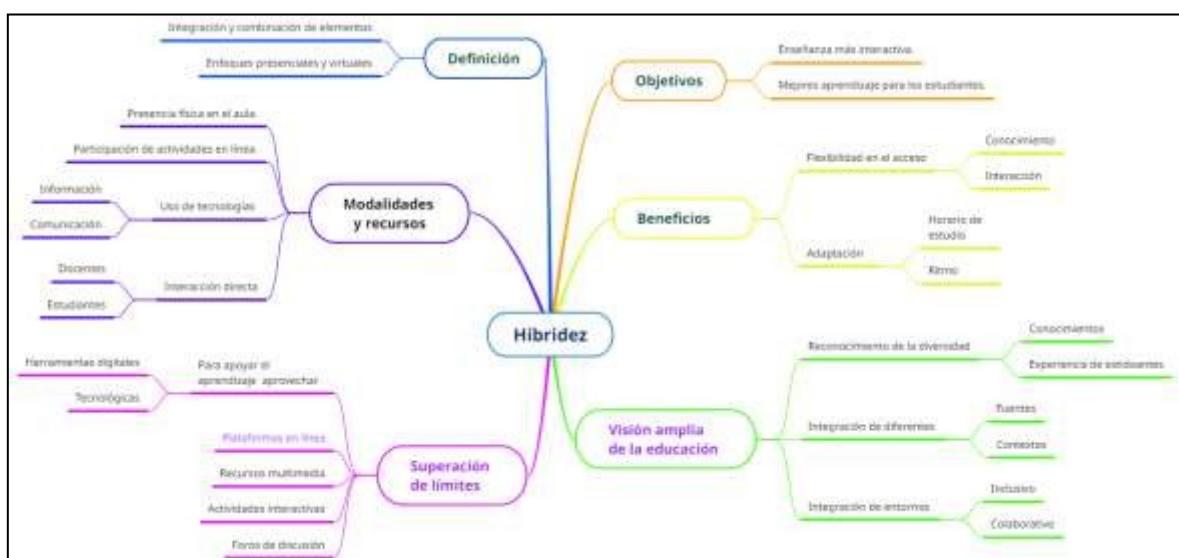 Hibridez
Definición
Integración y combinación de elementos
Enfoques presenciales y virtuales
Objetivos
Enseñanza más interactiva.
Mejores aprendizaje para los estudiantes.
Modalidades
y recursos
Presencia física en el aula.
Participación de actividades en línea.
Uso de tecnologías
Información
Comunicación
Interacción directa
Docentes
Estudiantes
Beneficios
Flexibilidad en el acceso
Conocimiento
Interacción
Adaptación
Horario de
estudio
Ritmo
Superación
de límites
Para apoyar el
aprendizaje aprovechar
Herramientas digitales
Tecnológicas
Plataformas en línea
Recursos multimedia
Actividades interactivas
Foros de discusión
Visión amplia
de la educación
Reconocimiento de la diversidad
Conocimientos
Experiencia de estidoantes
Integración de diferentes
Fuentes
Contextos
Integración de entornos
Inclusivo
Colaborativo